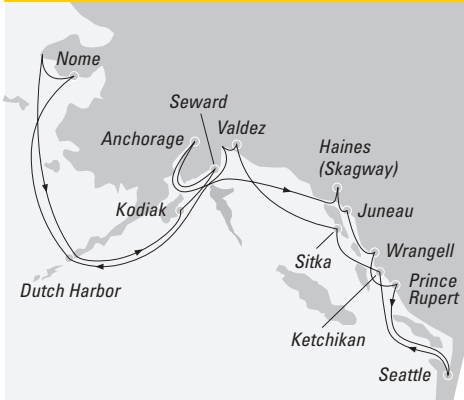 Nome
Seward
Anchorage
Valdez
Haines
(Skagway)
Kodiak
Juneau
Wrangell
Sitka
Prince
Rupert
Dutch Harbor
Ketchikan
Seattle